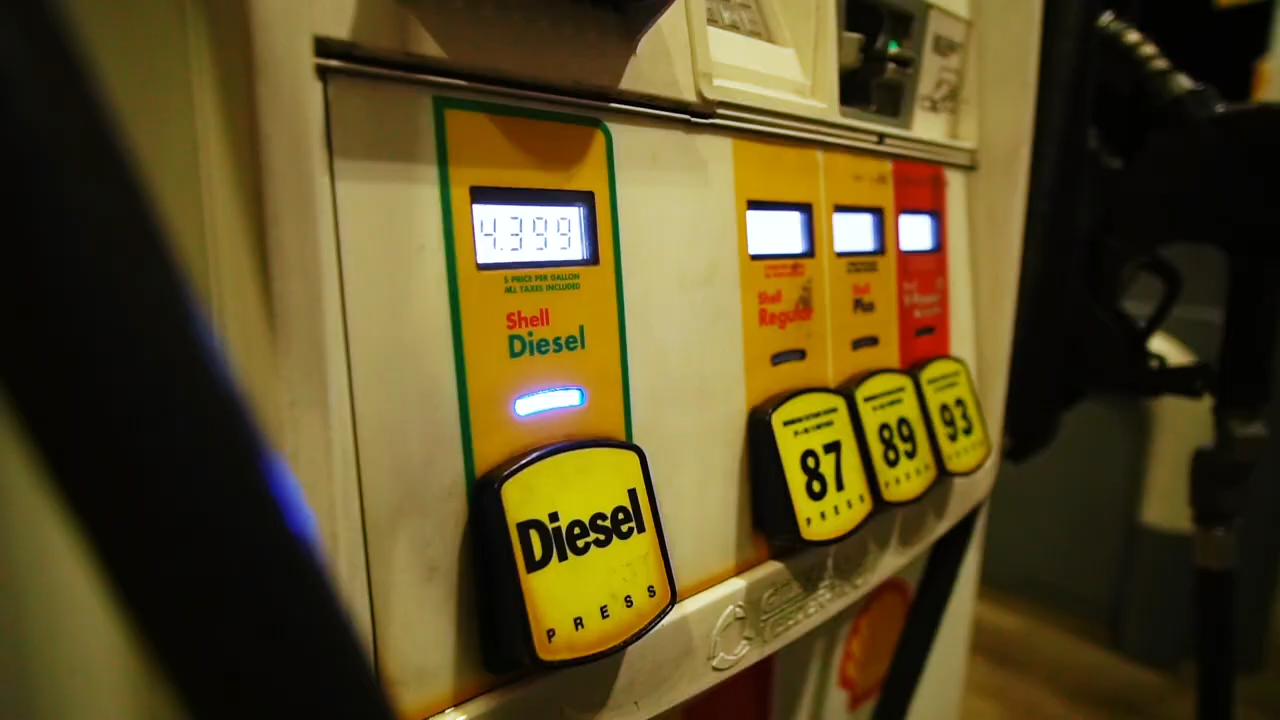 4.399
$ PRICE PER GALLON
ALL TAXES INCLUDED
Shell
Diesel
Diesel
PRESS
Shell
Regular
87
PRESS
Shell
Plus
89
PRESS
93